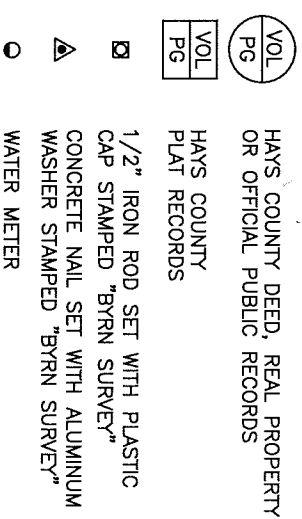 VOL
PG
HAYS COUNTY DEED, REAL PROPERTY
OR OFFICIAL PUBLIC RECORDS
VOL
PG
HAYS COUNTY
PLAT RECORDS
1/2" IRON ROD SET WITH PLASTIC
CAP STAMPED "BYRN SURVEY"
CONCRETE NAIL SET WITH ALUMINUM
WASHER STAMPED "BYRN SURVEY"
WATER METER